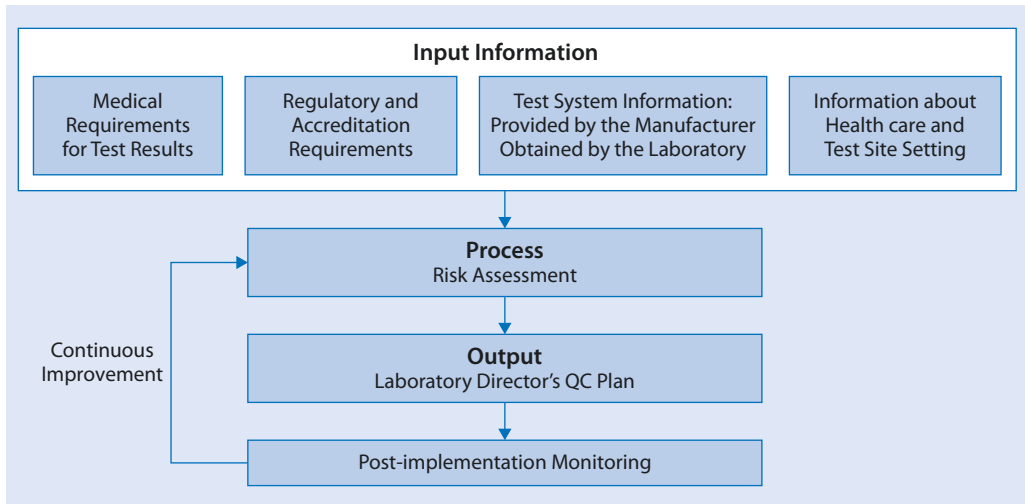 Input Information
Medical
Requirements
for Test Results
Regulatory and
Accreditation
Requirements
Test System Information:
Provided by the Manufacturer
Obtained by the Laboratory
Information about
Health care and
Test Site Setting
Process
Risk Assessment
Continuous
Improvement
Output
Laboratory Director’s QC Plan
Post-implementation Monitoring